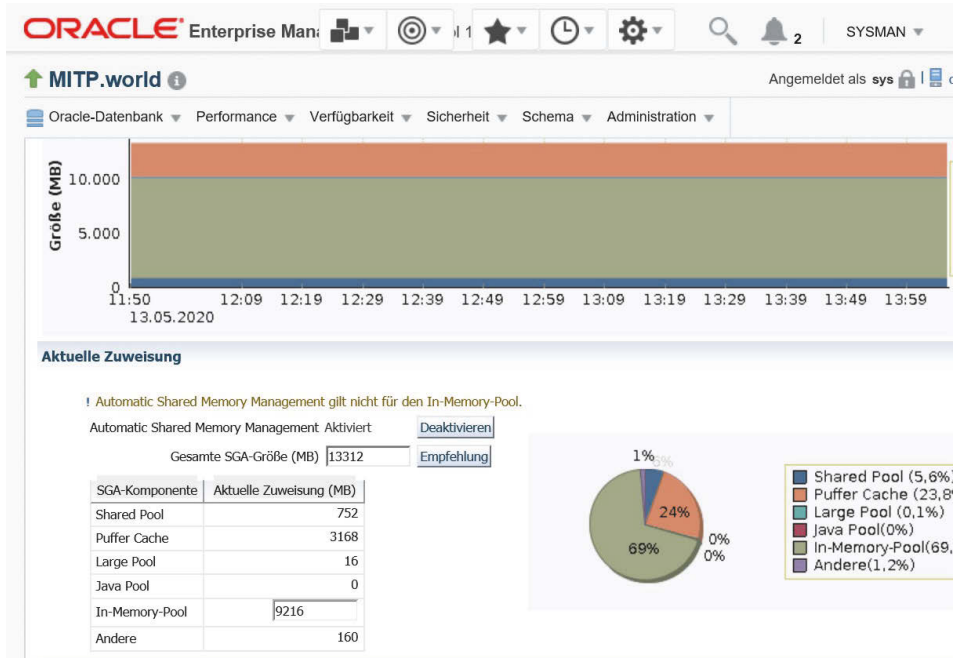 ORACLE' Enterprise Mana ol 1 2 SYSMAN
MITP.world Angemeldet als sys
Oracle-Datenbank Performance Verfügbarkeit Sicherheit Schema Administration
Größe (MB)
10.000
5.000
0
11:50 12:09 12:19 12:29 12:39 12:49 12:59 13:09 13:19 13:29 13:39 13:49 13:59
13.05.2020
Aktuelle Zuweisung
! Automatic Shared Memory Management gilt nicht für den In-Memory-Pool.
Automatic Shared Memory Management Aktiviert Deaktivieren
Gesamte SGA-Größe (MB) 13312 Empfehlung
SGA-Komponente Aktuelle Zuweisung (MB)
Shared Pool 752
Puffer Cache 3168
Large Pool 16
Java Pool 0
In-Memory-Pool 9216
Andere 160
1% 6%
24%
0%
69% 0%
Shared Pool (5,6%)
Puffer Cache (23,8%
Large Pool (0,1%)
Java Pool(0%)
In-Memory-Pool(69,
Andere(1,2%)